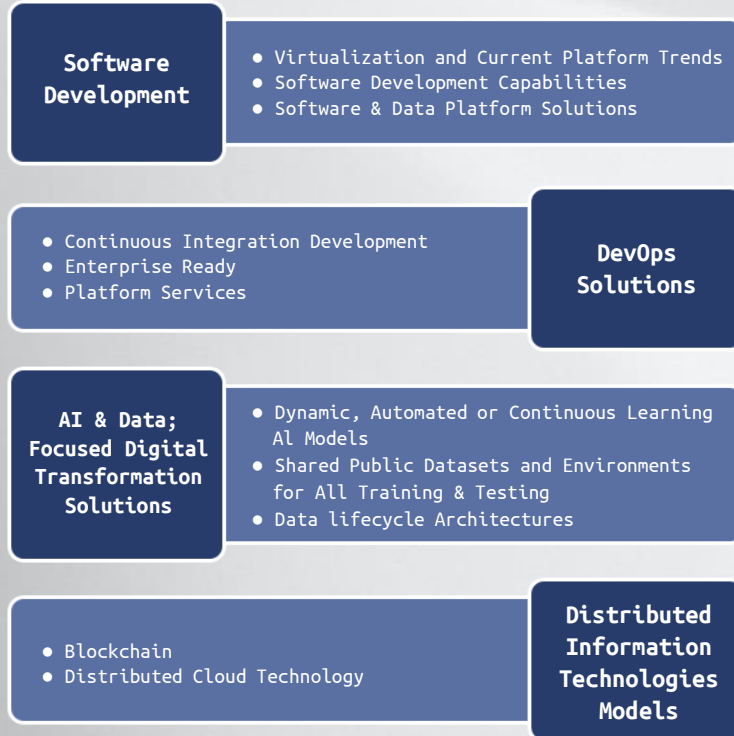 Software
Development
● Virtualization and Current Platform Trends
● Software Development Capabilities
● Software & Data Platform Solutions
● Continuous Integration Development
● Enterprise Ready
● Platform Services
DevOps
Solutions
AI & Data;
Focused Digital
Transformation
Solutions
● Dynamic, Automated or Continuous Learning
Al Models
● Shared Public Datasets and Environments
for All Training & Testing
● Data lifecycle Architectures
● Blockchain
● Distributed Cloud Technology
Distributed
Information
Technologies
Models